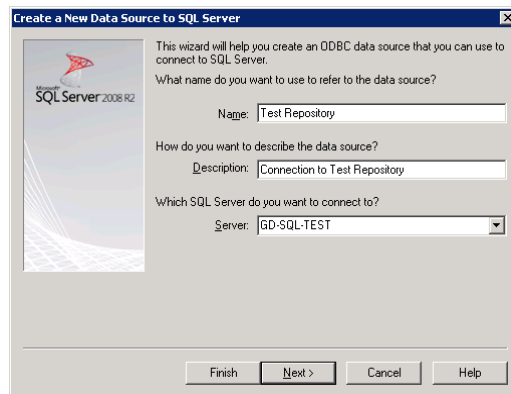 Create a New Data Source to SQL Server
Microsoft
SQL Server 2008 R2
This wizard will help you create an ODBC data source that you can use to
connect to SQL Server.
What name do you want to use to refer to the data source?
Name: Test Repository
How do you want to describe the data source?
Description: Connection to Test Repository
Which SQL Server do you want to connect to?
Server: GD-SQL-TEST
Finish Next > Cancel Help